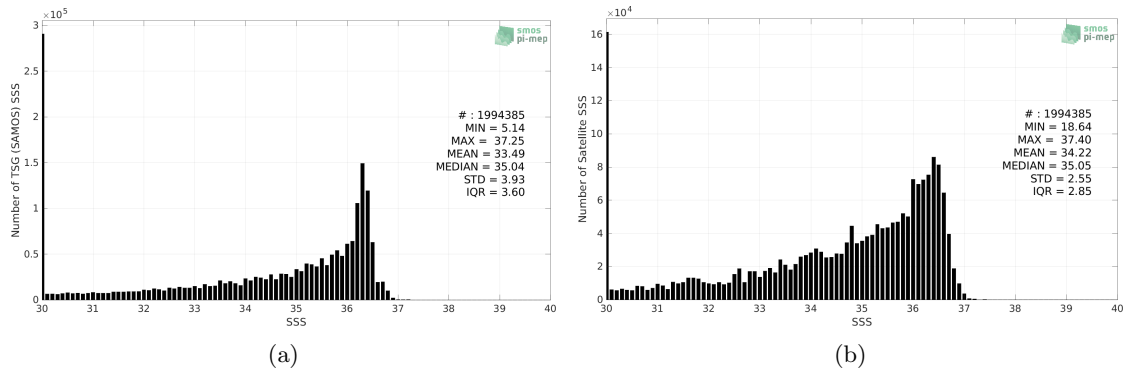 ×10⁵
3
2.5
2
1.5
1
0.5
0
Number of TSG (SAMOS) SSS
smos
pi-mep
# : 1994385
MIN = 5.14
MAX = 37.25
MEAN = 33.49
MEDIAN = 35.04
STD = 3.93
IQR = 3.60
30 31 32 33 34 35 36 37 38 39 40
SSS
(a)
×10⁴
16
14
12
10
8
6
4
2
0
Number of Satellite SSS
smos
pi-mep
# : 1994385
MIN = 18.64
MAX = 37.40
MEAN = 34.22
MEDIAN = 35.05
STD = 2.55
IQR = 2.85
30 31 32 33 34 35 36 37 38 39 40
SSS
(b)